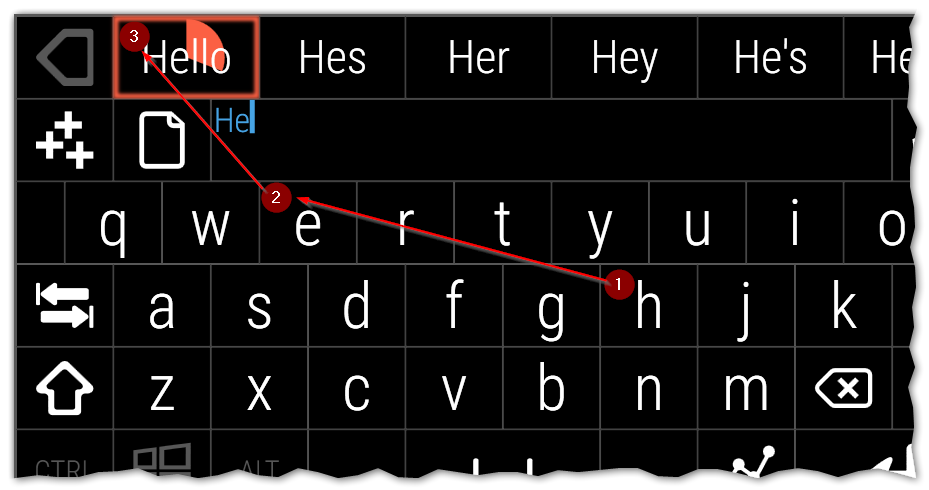 3 Hello Hes Her Hey He's He
He
2
q w e r t y u i o
1
a s d f g h j k
z x c v b n m
CTRL ALT